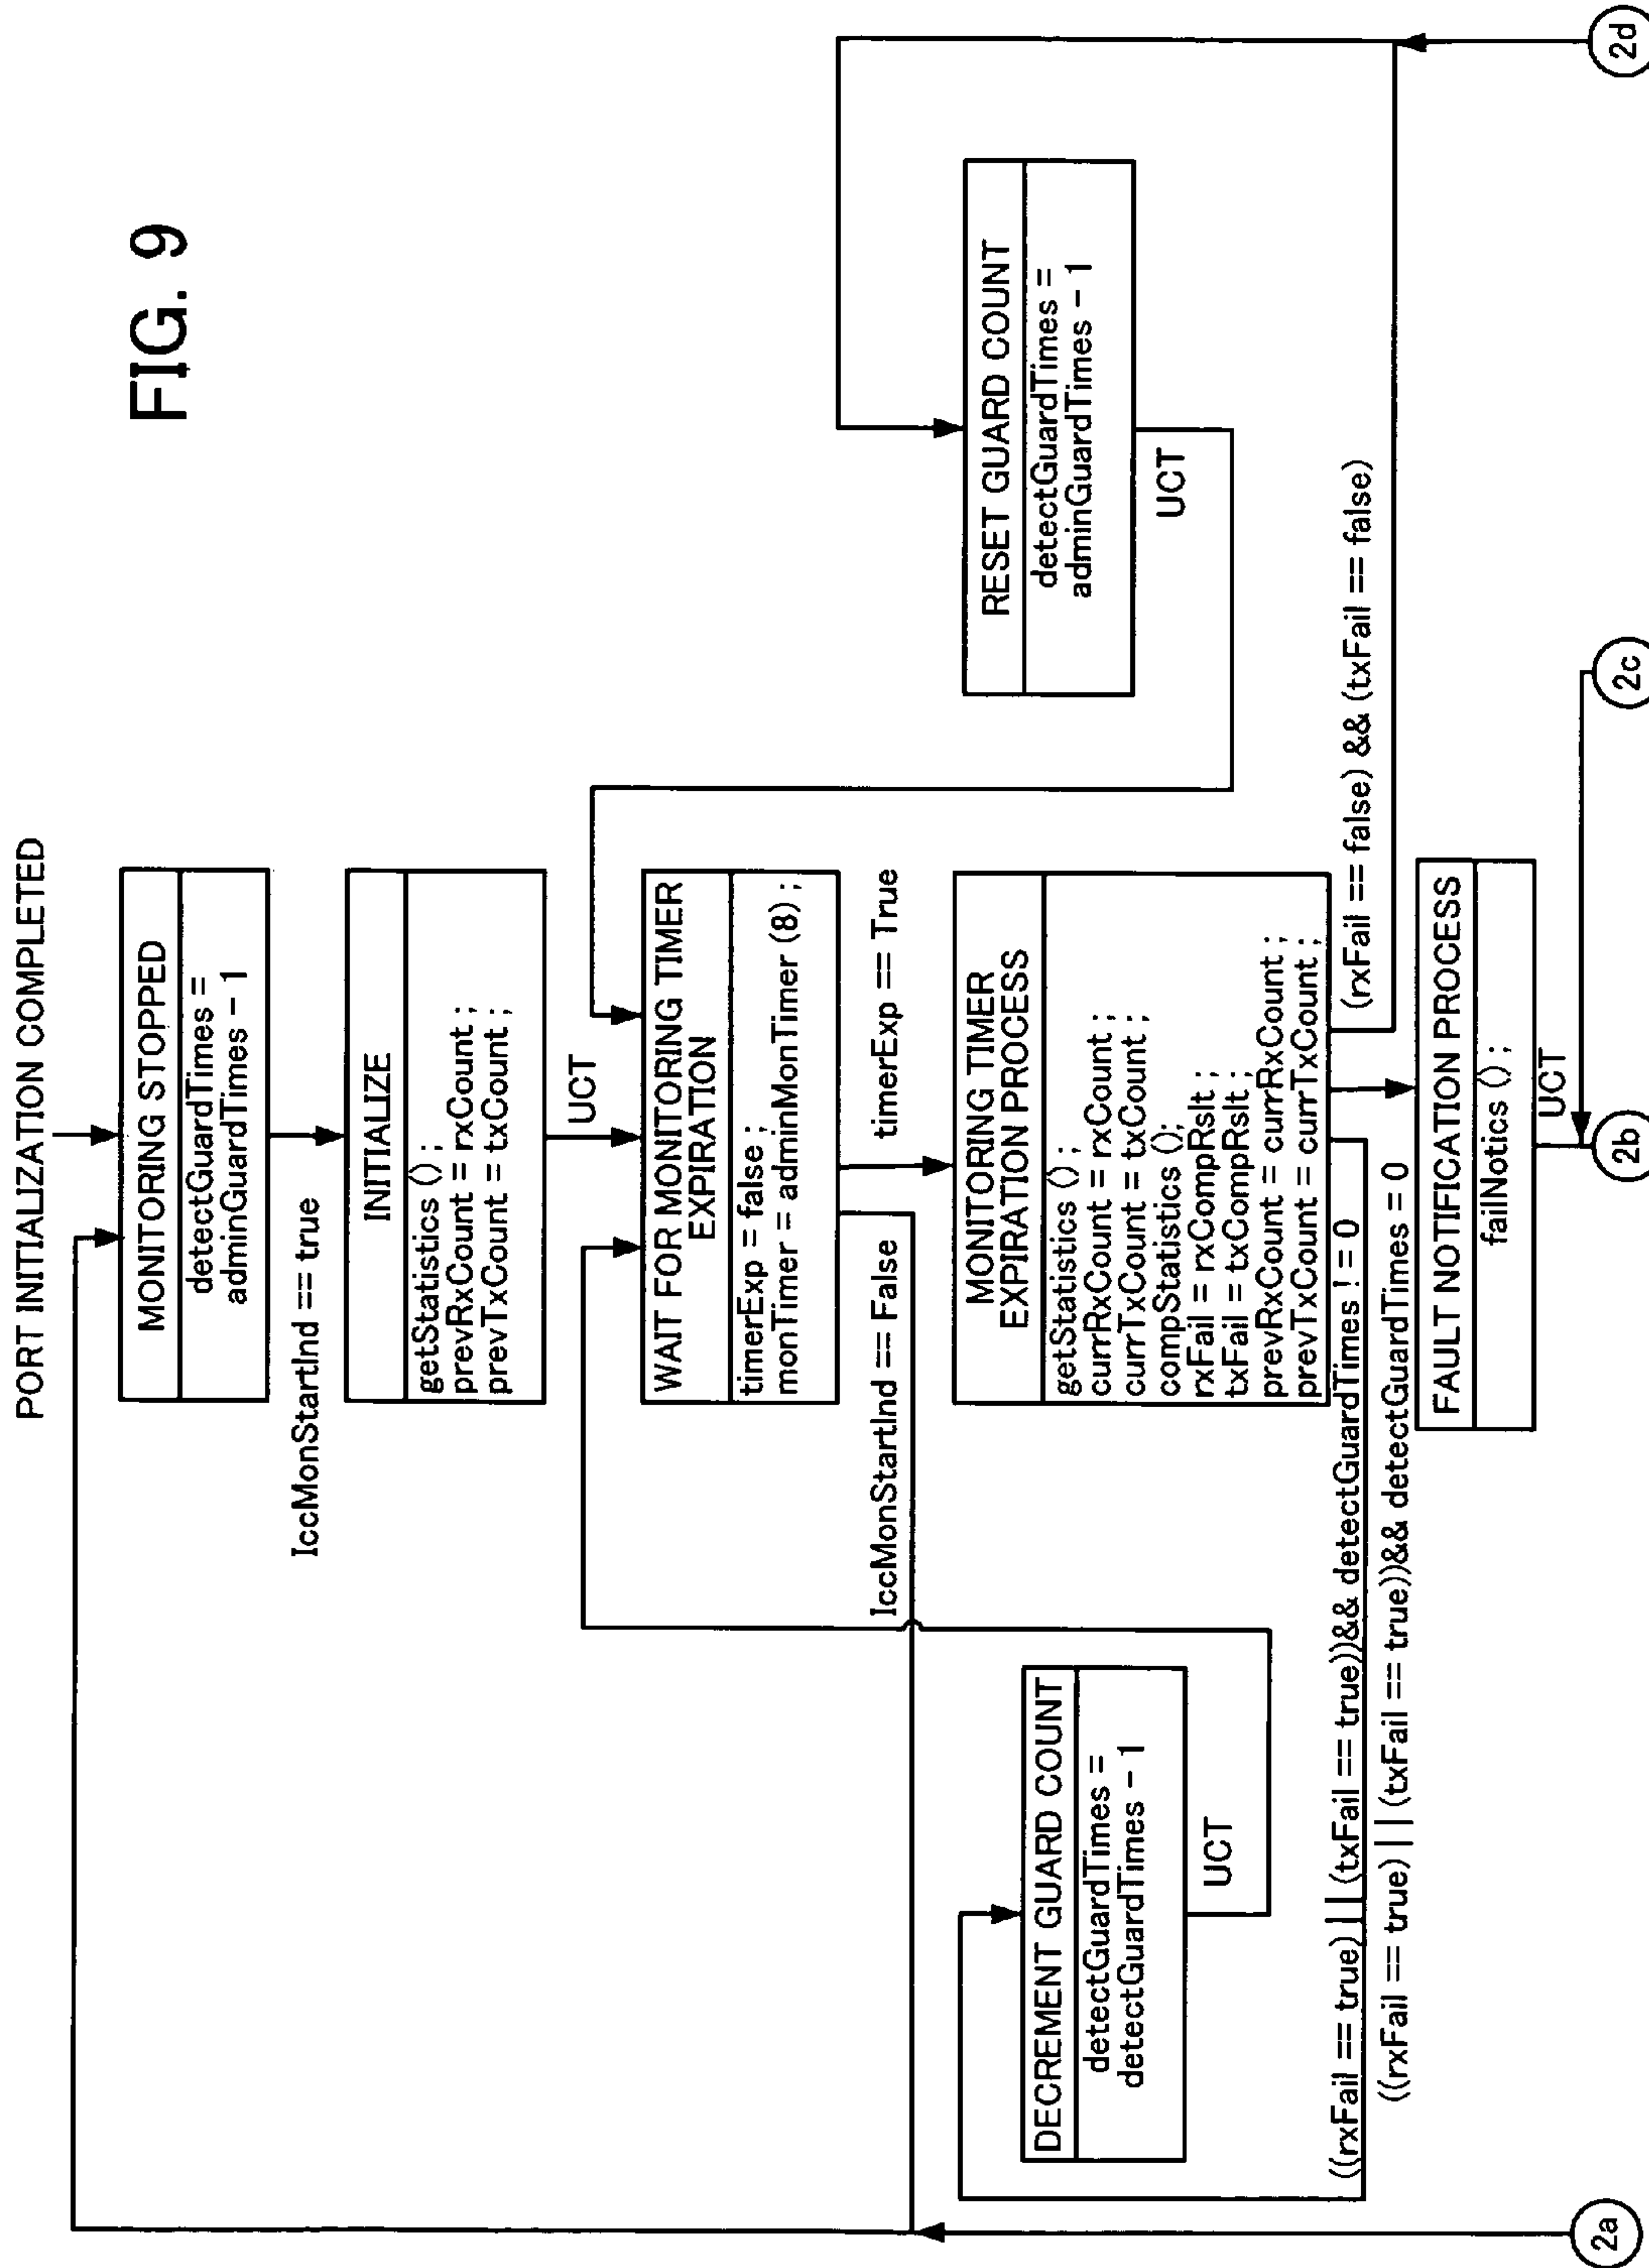 FIG. 9
PORT INITIALIZATION COMPLETED
MONITORING STOPPED
detectGuardTimes =
adminGuardTimes - 1
IccMonStartInd == true
INITIALIZE
getStatistics ();
prevRxCount = rxCount ;
prevTxCount = txCount ;
UCT
WAIT FOR MONITORING TIMER
EXPIRATION
timerExp = false ;
monTimer = adminMonTimer (8) ;
IccMonStartInd == False
timerExp == True
MONITORING TIMER
EXPIRATION PROCESS
getStatistics ();
currRxCount = rxCount ;
currTxCount = txCount ;
compStatistics ();
rxFail = rxCompRslt ;
txFail = txCompRslt ;
prevRxCount = currRxCount ;
prevTxCount = currTxCount ;
RESET GUARD COUNT
detectGuardTimes =
adminGuardTimes - 1
UCT
DECREMENT GUARD COUNT
detectGuardTimes =
detectGuardTimes - 1
UCT
(rxFail == false) && (txFail == false)
((rxFail == true) || (txFail == true))&& detectGuardTimes ! = 0
((rxFail == true) || (txFail == true))&& detectGuardTimes = 0
FAULT NOTIFICATION PROCESS
failNotics () ;
UCT
2a
2b
2c
2d